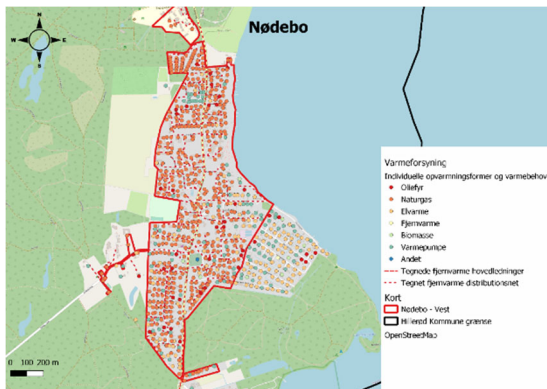 Nødebo
N
W
E
S
Varmeforsyning
Individuelle opvarmningsformer og varmebehov
Oliefyr
Naturgas
Elvarme
Fjernvarme
Biomasse
Varmepumpe
Andet
Tegnede fjernvarme hovedledninger
Tegnet fjernvarme distributionsnet
Kort
Nødebo - Vest
Hillerød Kommune grænse
OpenStreetMap
0 100 200 m